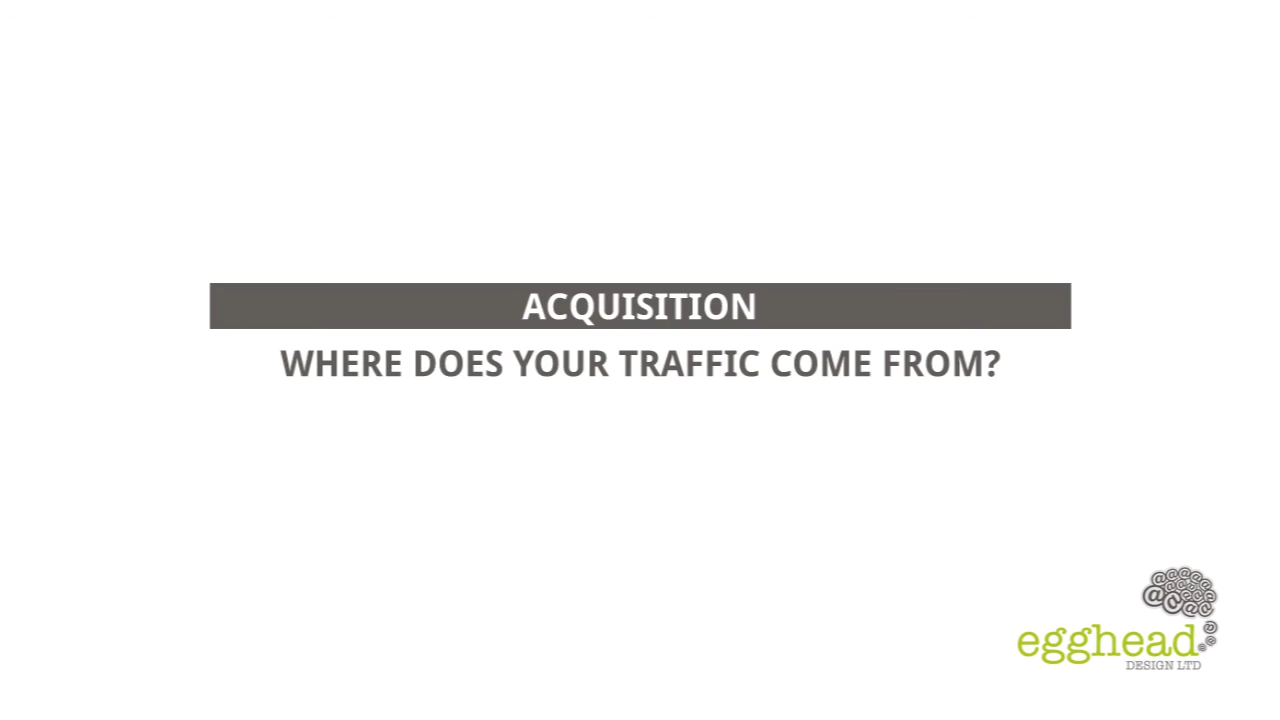 ACQUISITION
WHERE DOES YOUR TRAFFIC COME FROM?
egghead
DESIGN LTD